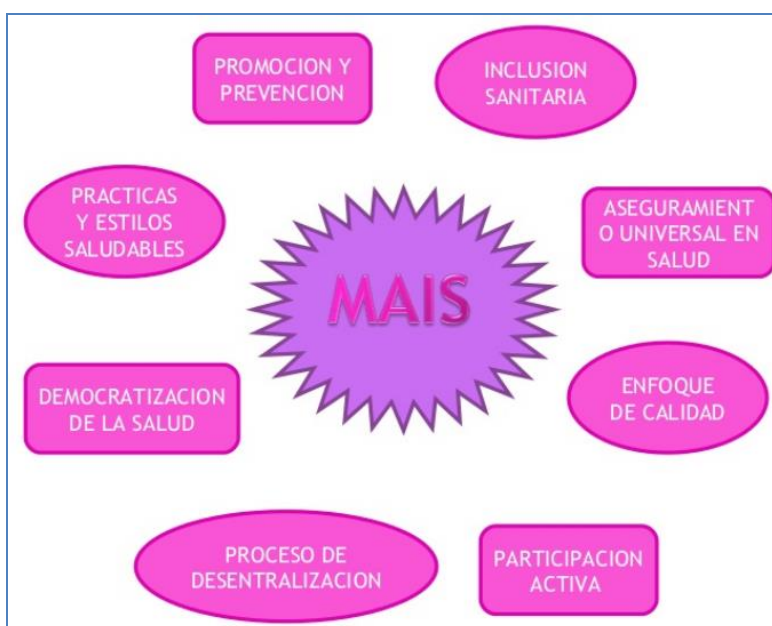 PROMOCION Y
PREVENCION
INCLUSION
SANITARIA
PRACTICAS
Y ESTILOS
SALUDABLES
ASEGURAMIENT
O UNIVERSAL EN
SALUD
MAIS
DEMOCRATIZACION
DE LA SALUD
ENFOQUE
DE CALIDAD
PROCESO DE
DESENTRALIZACION
PARTICIPACION
ACTIVA